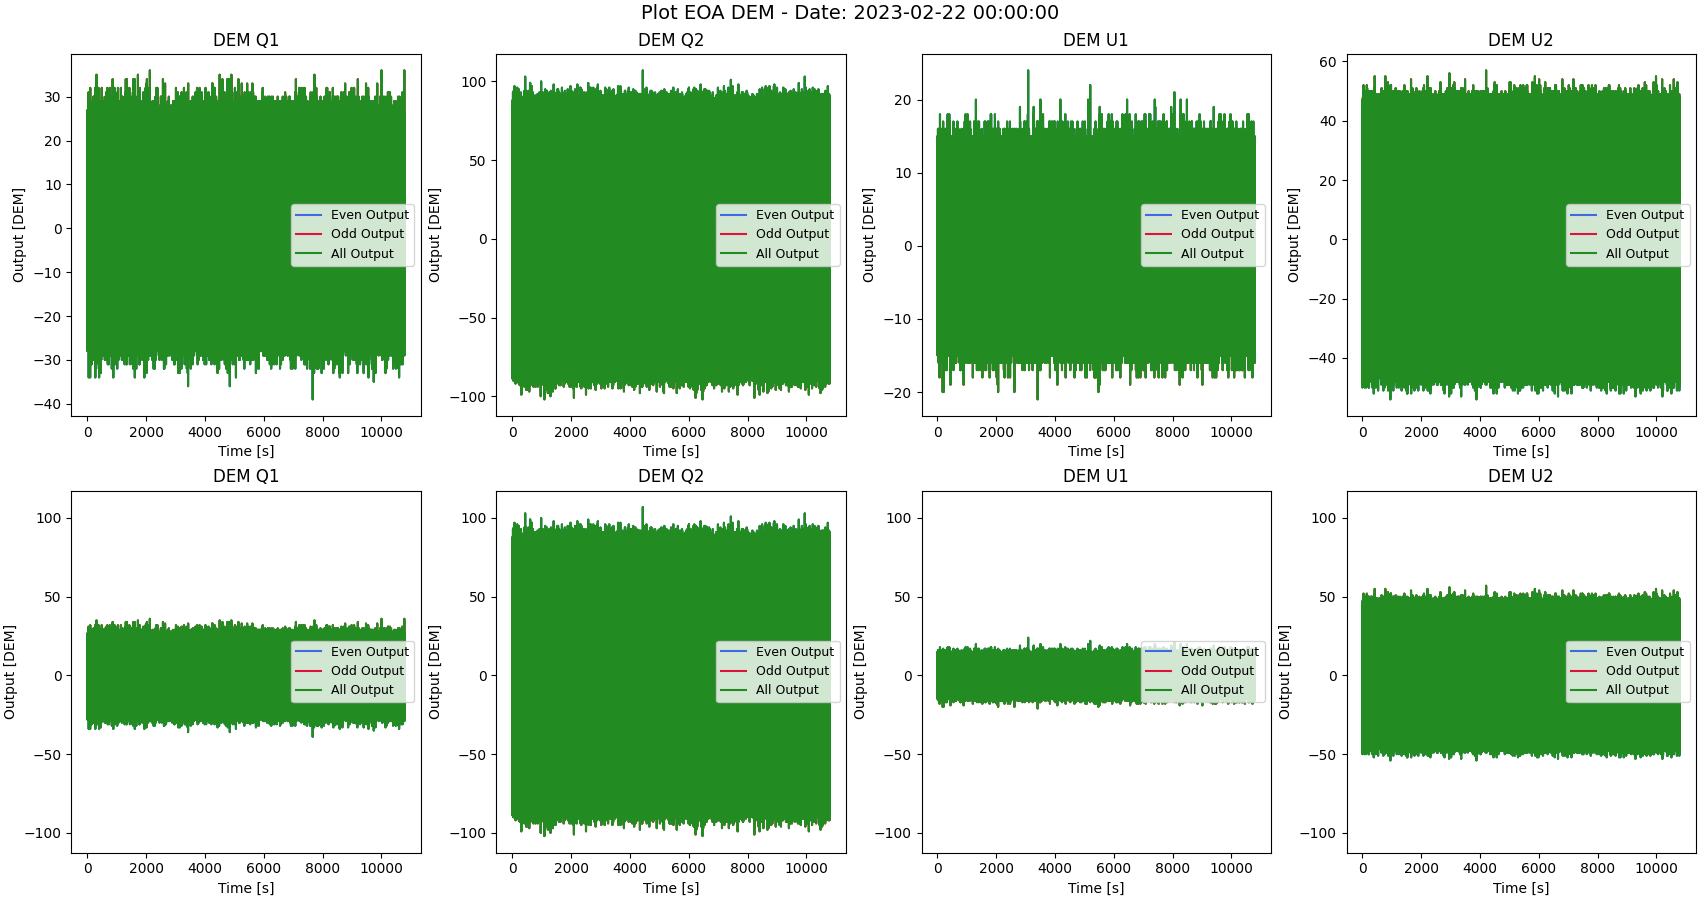 Plot EOA DEM - Date: 2023-02-22 00:00:00
DEM Q1
DEM Q2
DEM U1
DEM U2
Output [DEM]
30
20
10
0
−10
−20
−30
−40
Even Output
Odd Output
All Output
0 2000 4000 6000 8000 10000
Time [s]
Output [DEM]
100
50
0
−50
−100
Even Output
Odd Output
All Output
0 2000 4000 6000 8000 10000
Time [s]
Output [DEM]
20
10
0
−10
−20
Even Output
Odd Output
All Output
0 2000 4000 6000 8000 10000
Time [s]
Output [DEM]
60
40
20
0
−20
−40
Even Output
Odd Output
All Output
0 2000 4000 6000 8000 10000
Time [s]
DEM Q1
DEM Q2
DEM U1
DEM U2
Output [DEM]
100
50
0
−50
−100
Even Output
Odd Output
All Output
0 2000 4000 6000 8000 10000
Time [s]
Output [DEM]
100
50
0
−50
−100
Even Output
Odd Output
All Output
0 2000 4000 6000 8000 10000
Time [s]
Output [DEM]
100
50
0
−50
−100
Even Output
Odd Output
All Output
0 2000 4000 6000 8000 10000
Time [s]
Output [DEM]
100
50
0
−50
−100
Even Output
Odd Output
All Output
0 2000 4000 6000 8000 10000
Time [s]